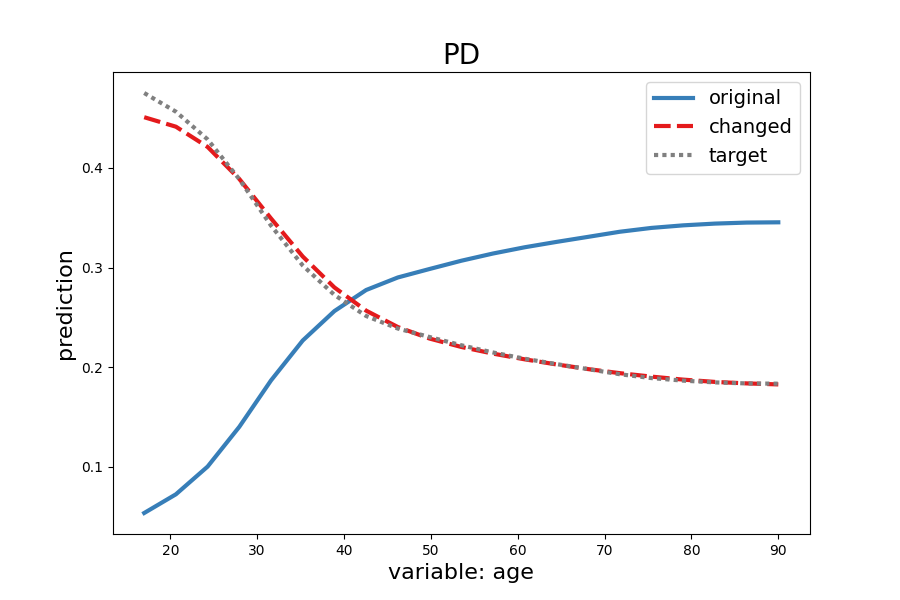 PD
original
changed
target
prediction
0.4
0.3
0.2
0.1
20 30 40 50 60 70 80 90
variable: age